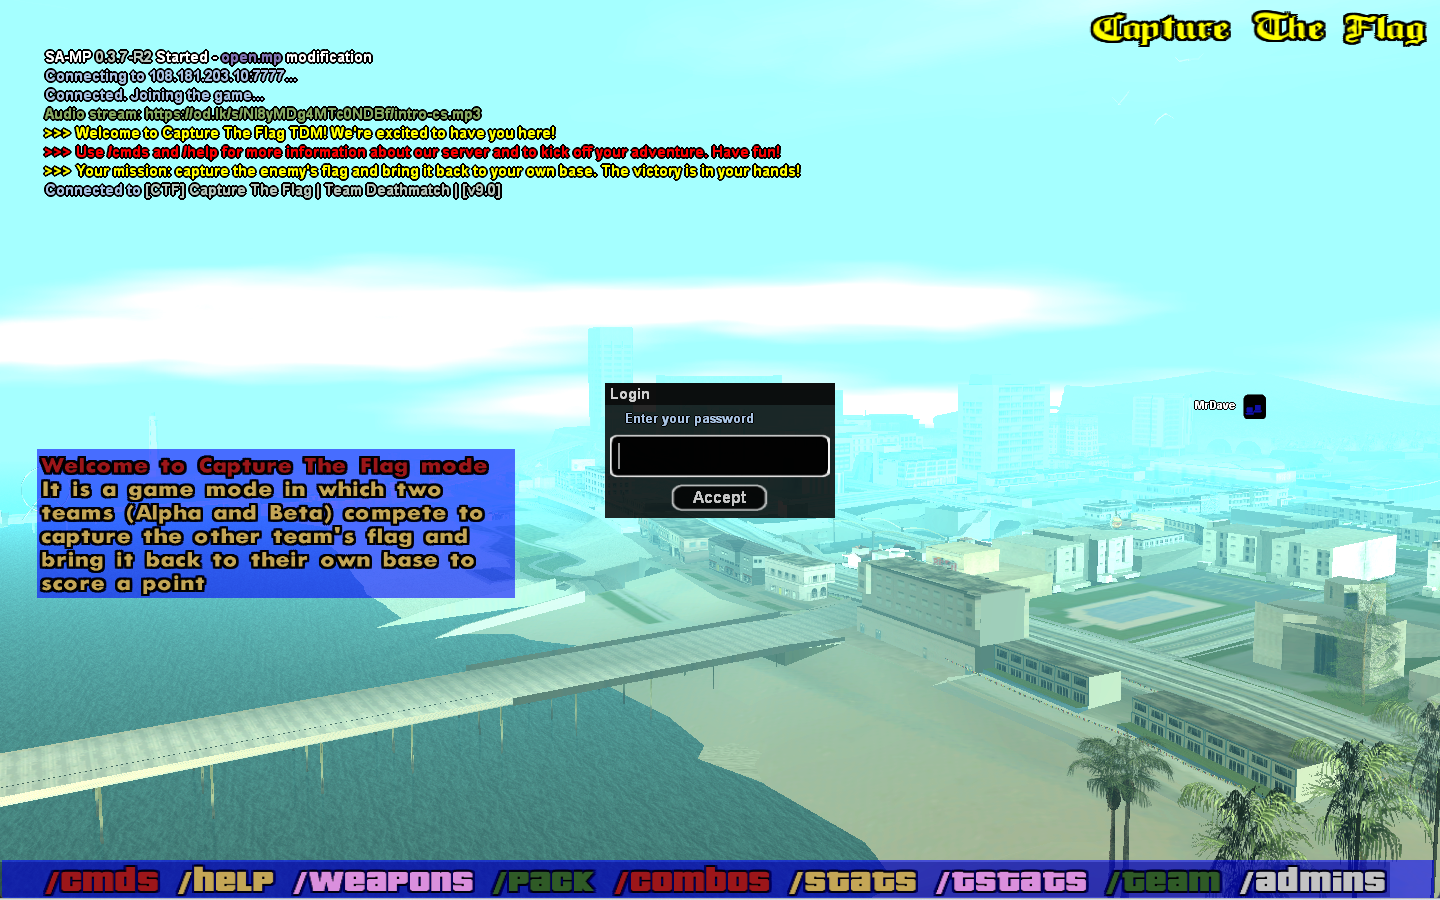 Capture The Flag
SA-MP 0.3.7-R2 Started - open.mp modification
Connecting to 108.181.203.10:7777...
Connected. Joining the game...
Audio stream: https://od.lk/s/Nl8yMDg4MTc0NDBf/intro-cs.mp3
>>> Welcome to Capture The Flag TDM! We're excited to have you here!
>>> Use /cmds and /help for more information about our server and to kick off your adventure. Have fun!
>>> Your mission: capture the enemy's flag and bring it back to your own base. The victory is in your hands!
Connected to [CTF] Capture The Flag | Team Deathmatch | [v9.0]
Login
Enter your password
Accept
MrDave
Welcome to Capture The Flag mode
It is a game mode in which two
teams (Alpha and Beta) compete to
capture the other team's flag and
bring it back to their own base to
score a point
/cmds /help /weapons /pack /combos /stats /tstats /team /admins